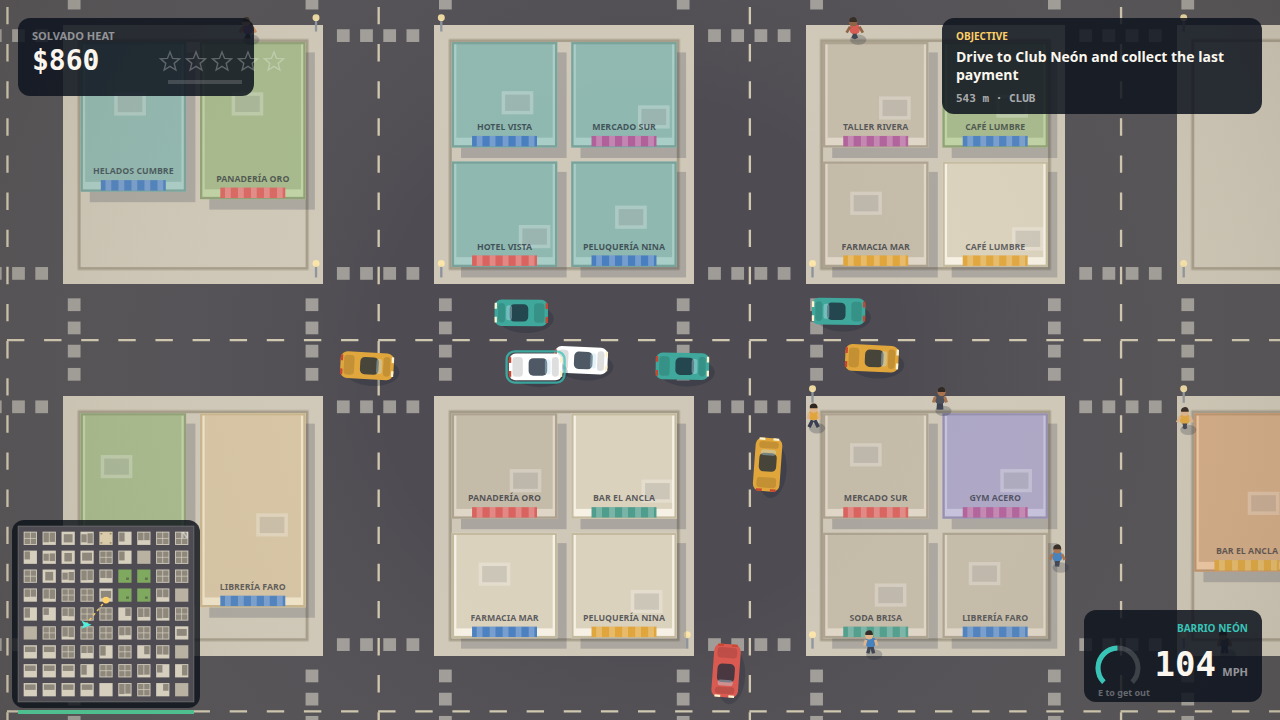 SOLVADO HEAT
$860
OBJECTIVE
Drive to Club Neón and collect the last
payment
543 m · CLUB
HELADOS CUMBRE
PANADERÍA ORO
HOTEL VISTA
MERCADO SUR
HOTEL VISTA
PELUQUERÍA NINA
TALLER RIVERA
CAFÉ LUMBRE
FARMACIA MAR
CAFÉ LUMBRE
LIBRERÍA FARO
PANADERÍA ORO
BAR EL ANCLA
FARMACIA MAR
PELUQUERÍA NINA
MERCADO SUR
GYM ACERO
SODA BRISA
LIBRERÍA FARO
BAR EL ANCLA
BARRIO NEÓN
104 MPH
E to get out